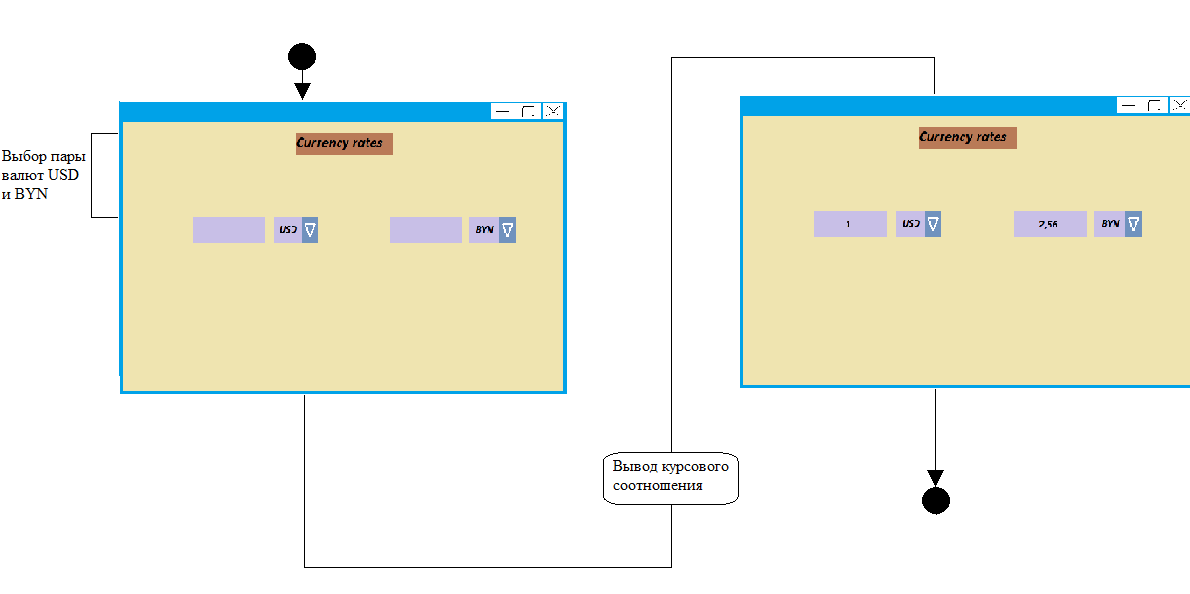 Currency rates
Выбор пары
валют USD
и BYN
USD
BYN
Вывод курсового
соотношения
Currency rates
1
USD
2,56
BYN